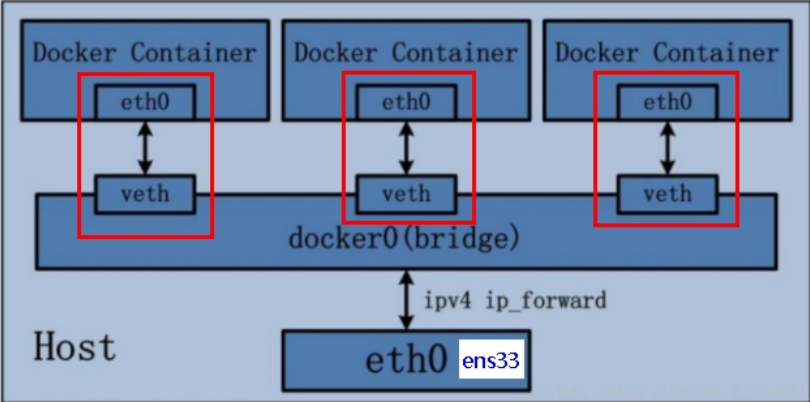 Docker Container
Docker Container
Docker Container
eth0
eth0
eth0
veth
veth
veth
docker0(bridge)
ipv4 ip_forward
Host
eth0 ens33